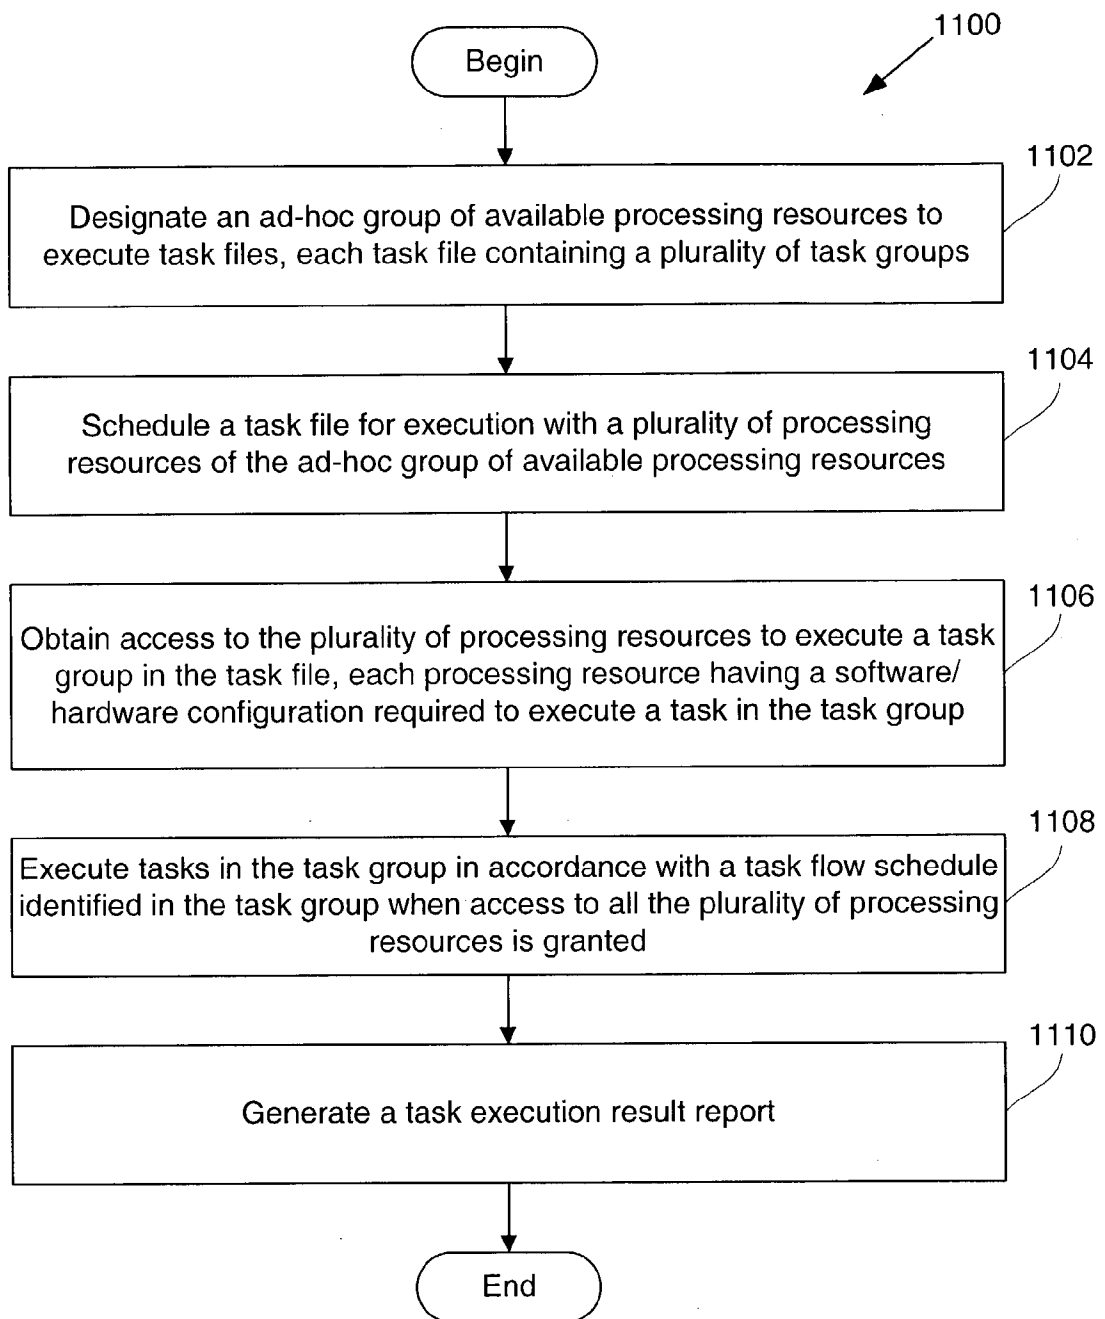 1100
Begin
1102
Designate an ad-hoc group of available processing resources to
execute task files, each task file containing a plurality of task groups
1104
Schedule a task file for execution with a plurality of processing
resources of the ad-hoc group of available processing resources
1106
Obtain access to the plurality of processing resources to execute a task
group in the task file, each processing resource having a software/
hardware configuration required to execute a task in the task group
1108
Execute tasks in the task group in accordance with a task flow schedule
identified in the task group when access to all the plurality of processing
resources is granted
1110
Generate a task execution result report
End